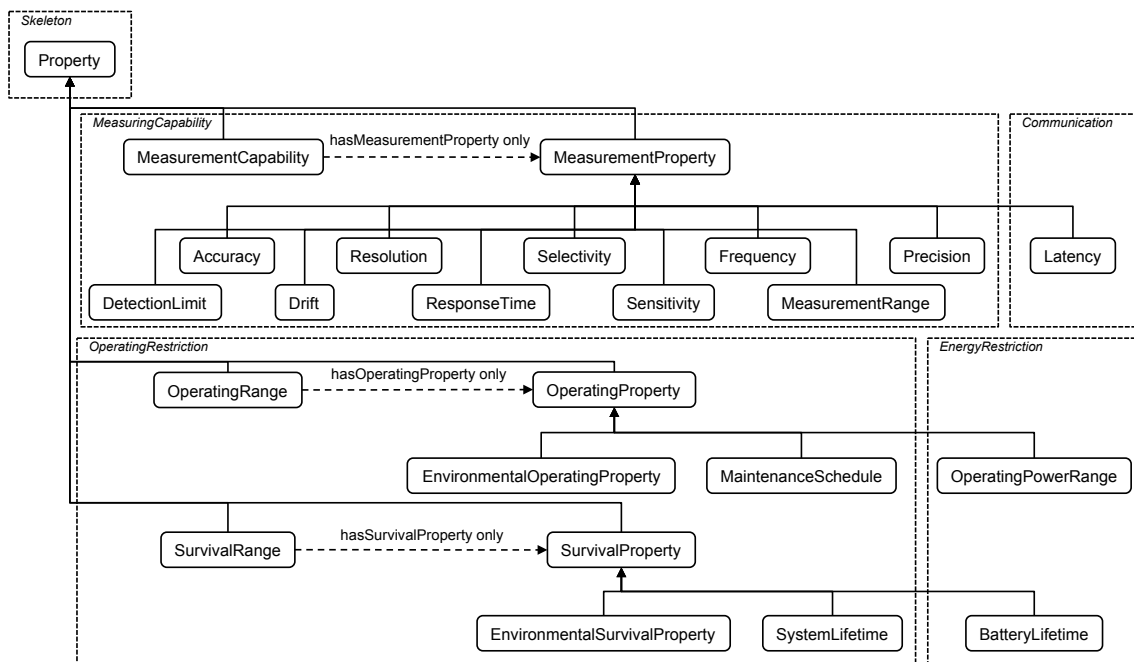 Skeleton
Property
MeasuringCapability
Communication
hasMeasurementProperty only
MeasurementCapability
MeasurementProperty
Accuracy
Resolution
Selectivity
Frequency
Precision
Latency
DetectionLimit
Drift
ResponseTime
Sensitivity
MeasurementRange
OperatingRestriction
EnergyRestriction
hasOperatingProperty only
OperatingRange
OperatingProperty
EnvironmentalOperatingProperty
MaintenanceSchedule
OperatingPowerRange
hasSurvivalProperty only
SurvivalRange
SurvivalProperty
EnvironmentalSurvivalProperty
SystemLifetime
BatteryLifetime